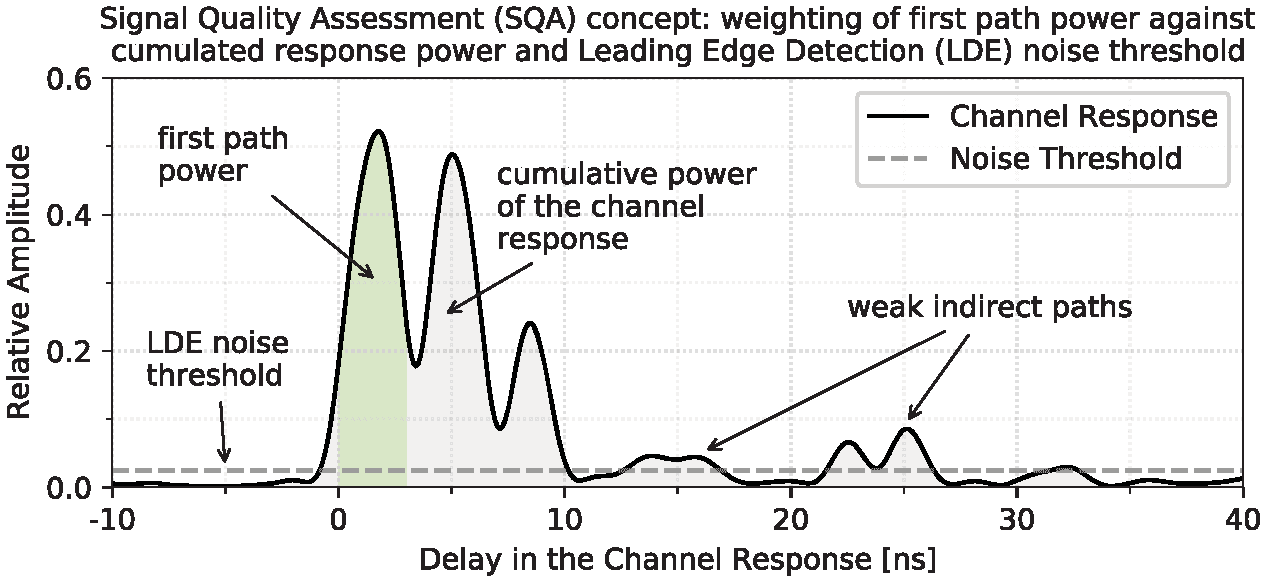 Signal Quality Assessment (SQA) concept: weighting of first path power against
cumulated response power and Leading Edge Detection (LDE) noise threshold
0.6
0.4
0.2
0.0
Relative Amplitude
first path
power
cumulative power
of the channel
response
Channel Response
Noise Threshold
LDE noise
threshold
weak indirect paths
-10
0
10
20
30
40
Delay in the Channel Response [ns]